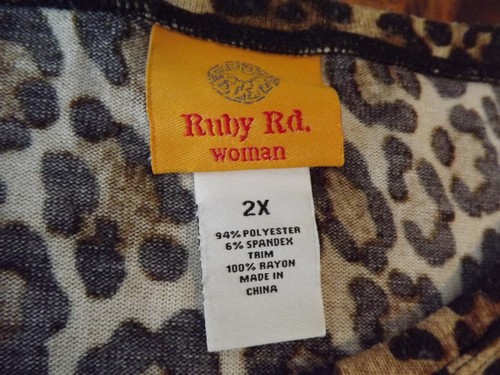 Ruby Rd.
woman
2X
94% POLYESTER
6% SPANDEX
TRIM
100% RAYON
MADE IN
CHINA